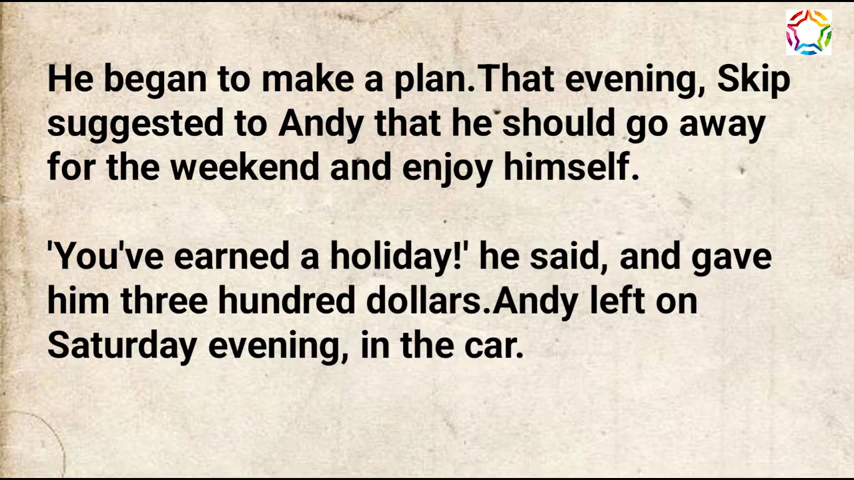 He began to make a plan.That evening, Skip
suggested to Andy that he should go away
for the weekend and enjoy himself.
'You've earned a holiday!' he said, and gave
him three hundred dollars.Andy left on
Saturday evening, in the car.